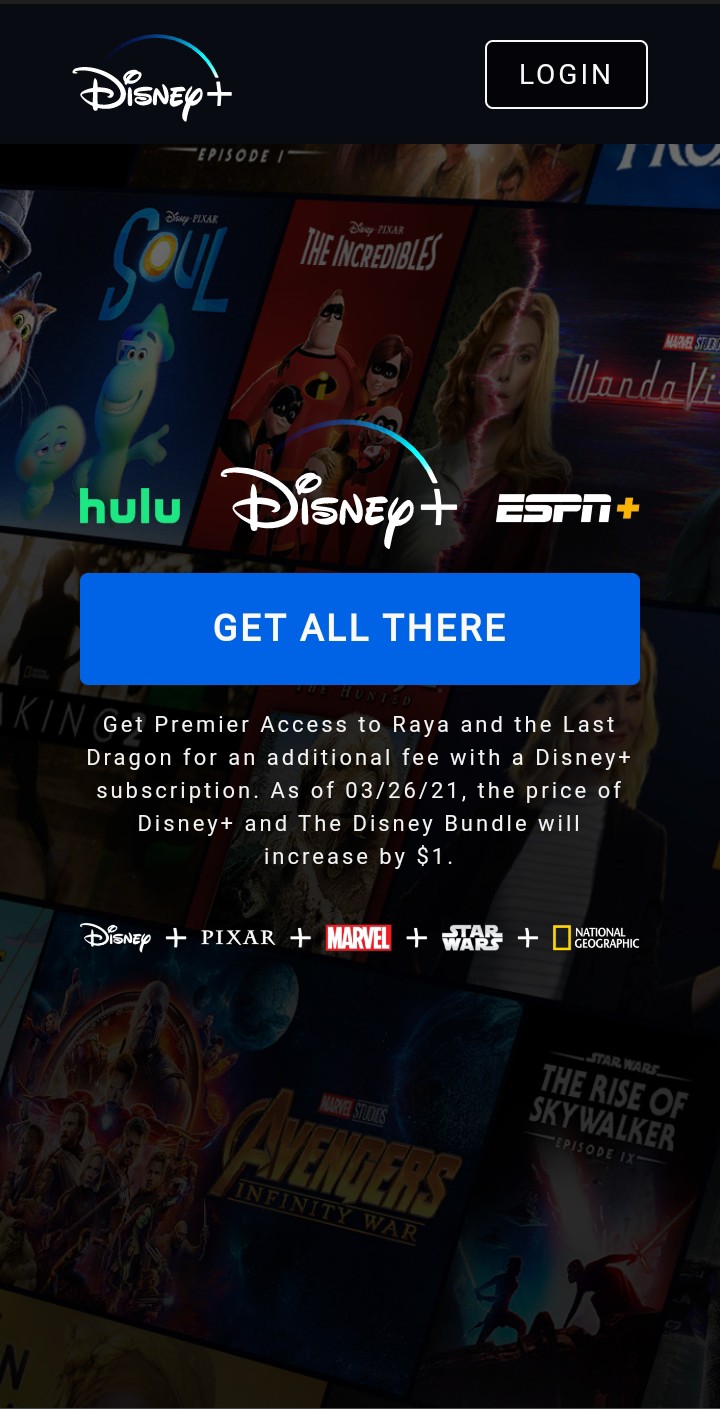 Disney+
LOGIN
EPISODE I
Disney·PIXAR
SOUL
Disney·PIXAR
THE INCREDIBLES
MARVEL STUDIOS
WandaVi
hulu
Disney+
ESPN+
GET ALL THERE
THE HUNTED
Get Premier Access to Raya and the Last
Dragon for an additional fee with a Disney+
subscription. As of 03/26/21, the price of
Disney+ and The Disney Bundle will
increase by $1.
Disney + PIXAR + MARVEL + STAR WARS + NATIONAL GEOGRAPHIC
STAR WARS
THE RISE OF
SKYWALKER
EPISODE IX
MARVEL STUDIOS
AVENGERS
INFINITY WAR